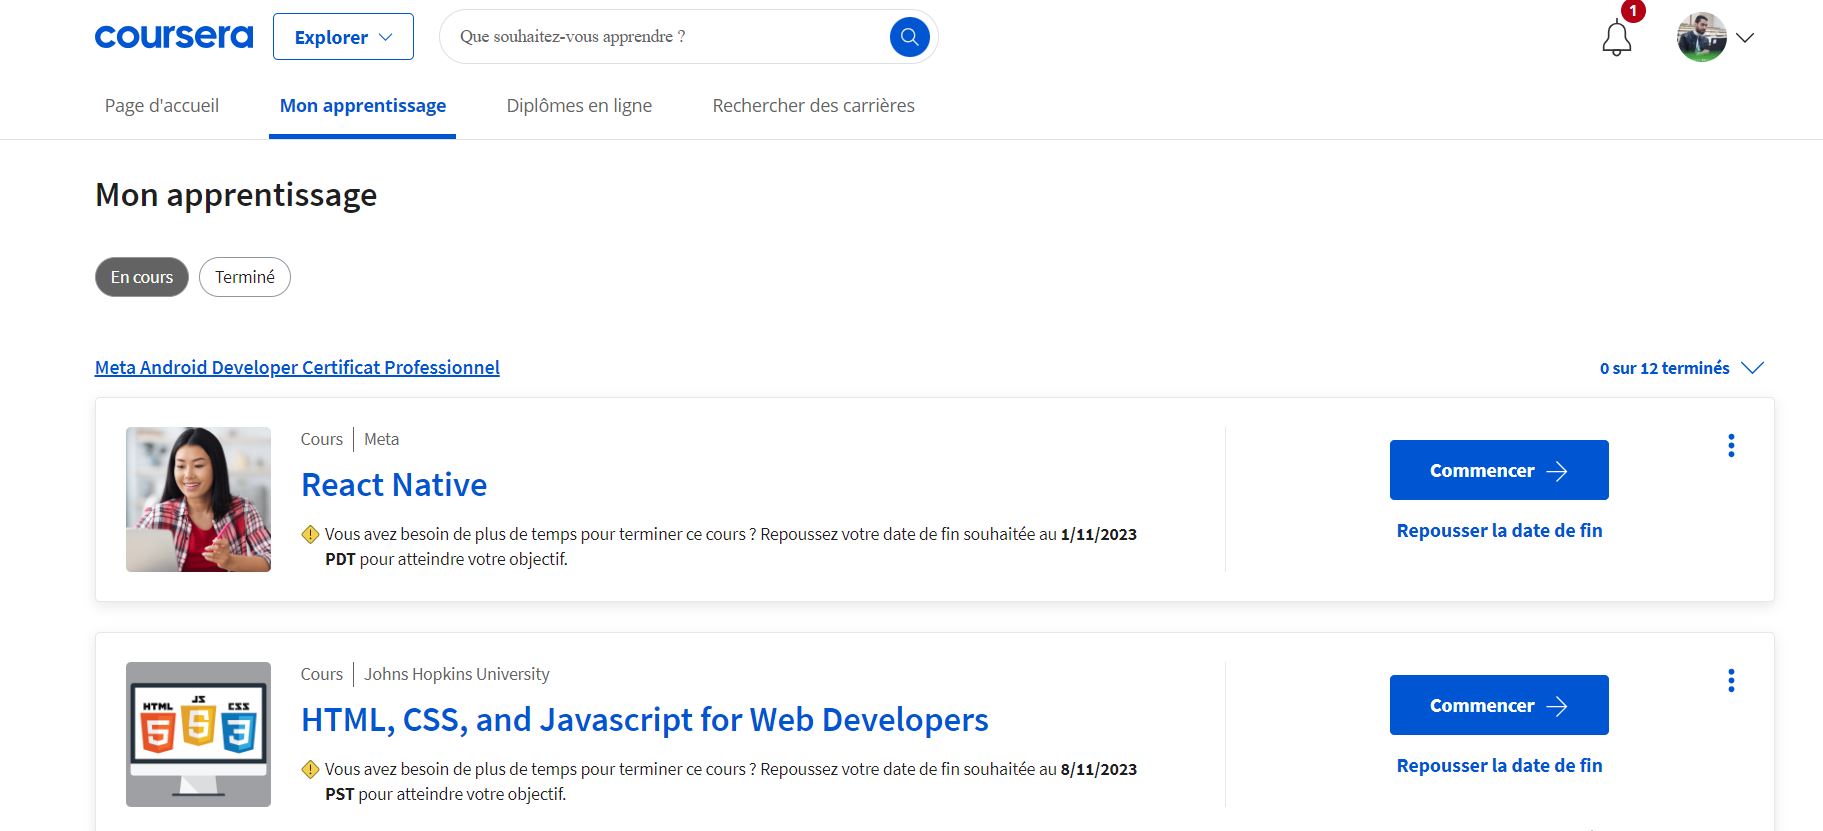 coursera
Explorer
Que souhaitez-vous apprendre ?
1
Page d'accueil
Mon apprentissage
Diplômes en ligne
Rechercher des carrières
Mon apprentissage
En cours
Terminé
Meta Android Developer Certificat Professionnel
0 sur 12 terminés
Cours | Meta
React Native
Vous avez besoin de plus de temps pour terminer ce cours ? Repoussez votre date de fin souhaitée au 1/11/2023
PDT pour atteindre votre objectif.
Commencer
Repousser la date de fin
HTML JS CSS
5 5 3
Cours | Johns Hopkins University
HTML, CSS, and Javascript for Web Developers
Vous avez besoin de plus de temps pour terminer ce cours ? Repoussez votre date de fin souhaitée au 8/11/2023
PST pour atteindre votre objectif.
Commencer
Repousser la date de fin